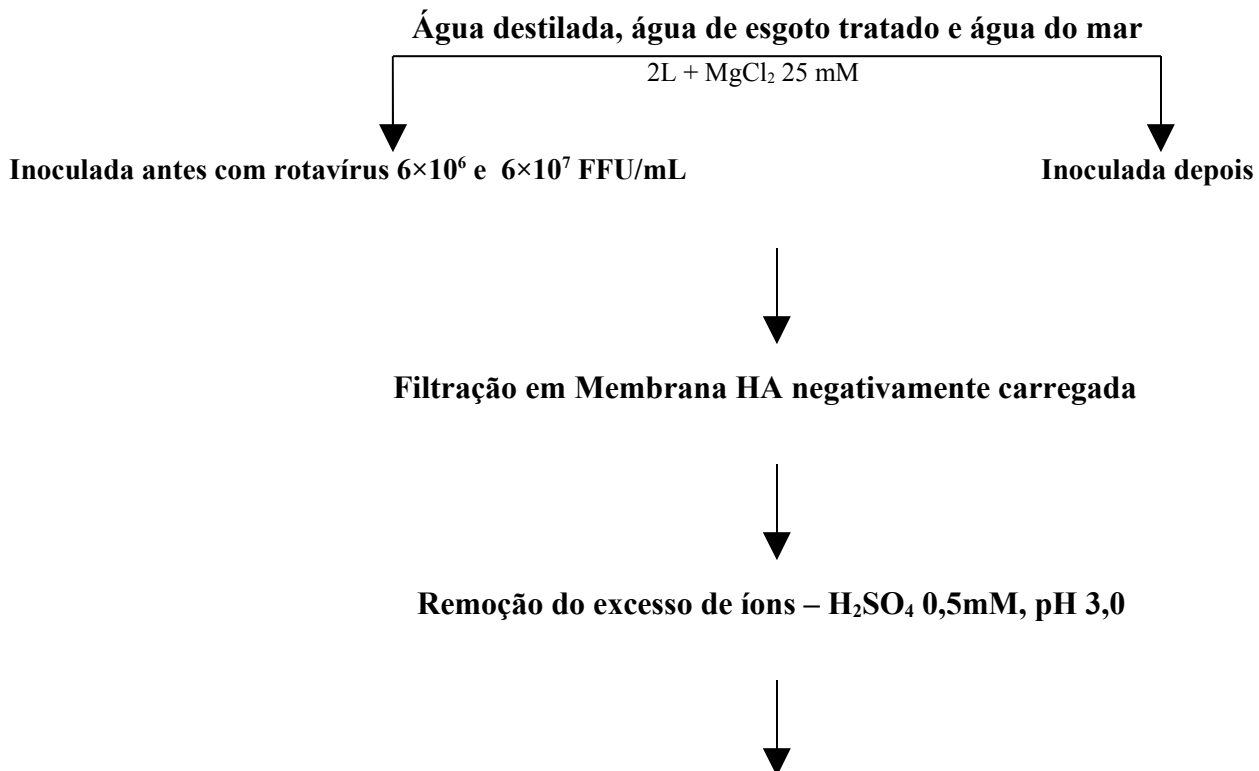 Água destilada, água de esgoto tratado e água do mar
2L + MgCl₂ 25 mM
Inoculada antes com rotavírus 6×10⁶ e 6×10⁷ FFU/mL
Inoculada depois
Filtração em Membrana HA negativamente carregada
Remoção do excesso de íons – H₂SO₄ 0,5mM, pH 3,0